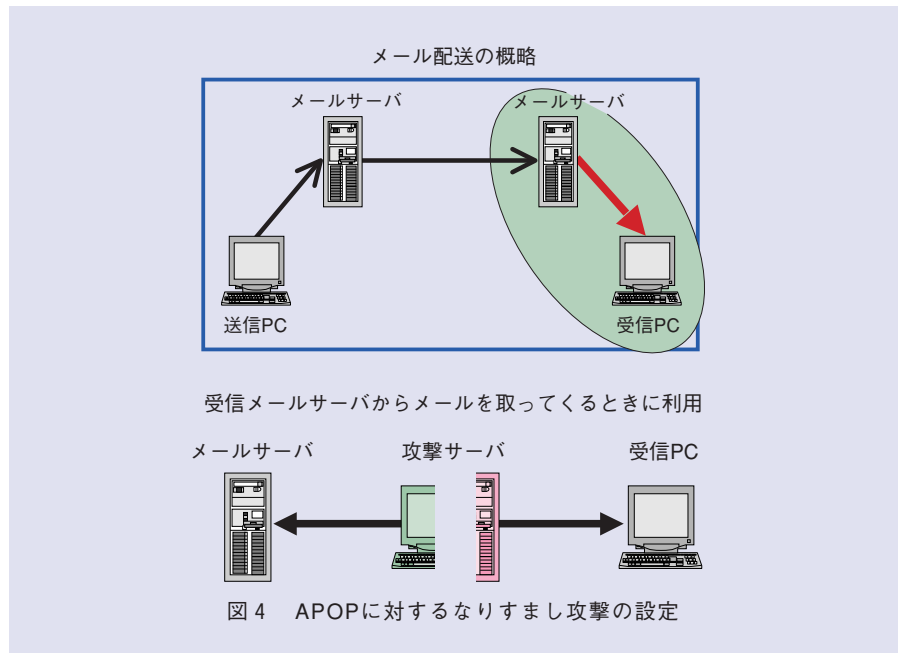 メール配送の概略
メールサーバ
メールサーバ
送信PC
受信PC
受信メールサーバからメールを取ってくるときに利用
メールサーバ
攻撃サーバ
受信PC
図4 APOPに対するなりすまし攻撃の設定